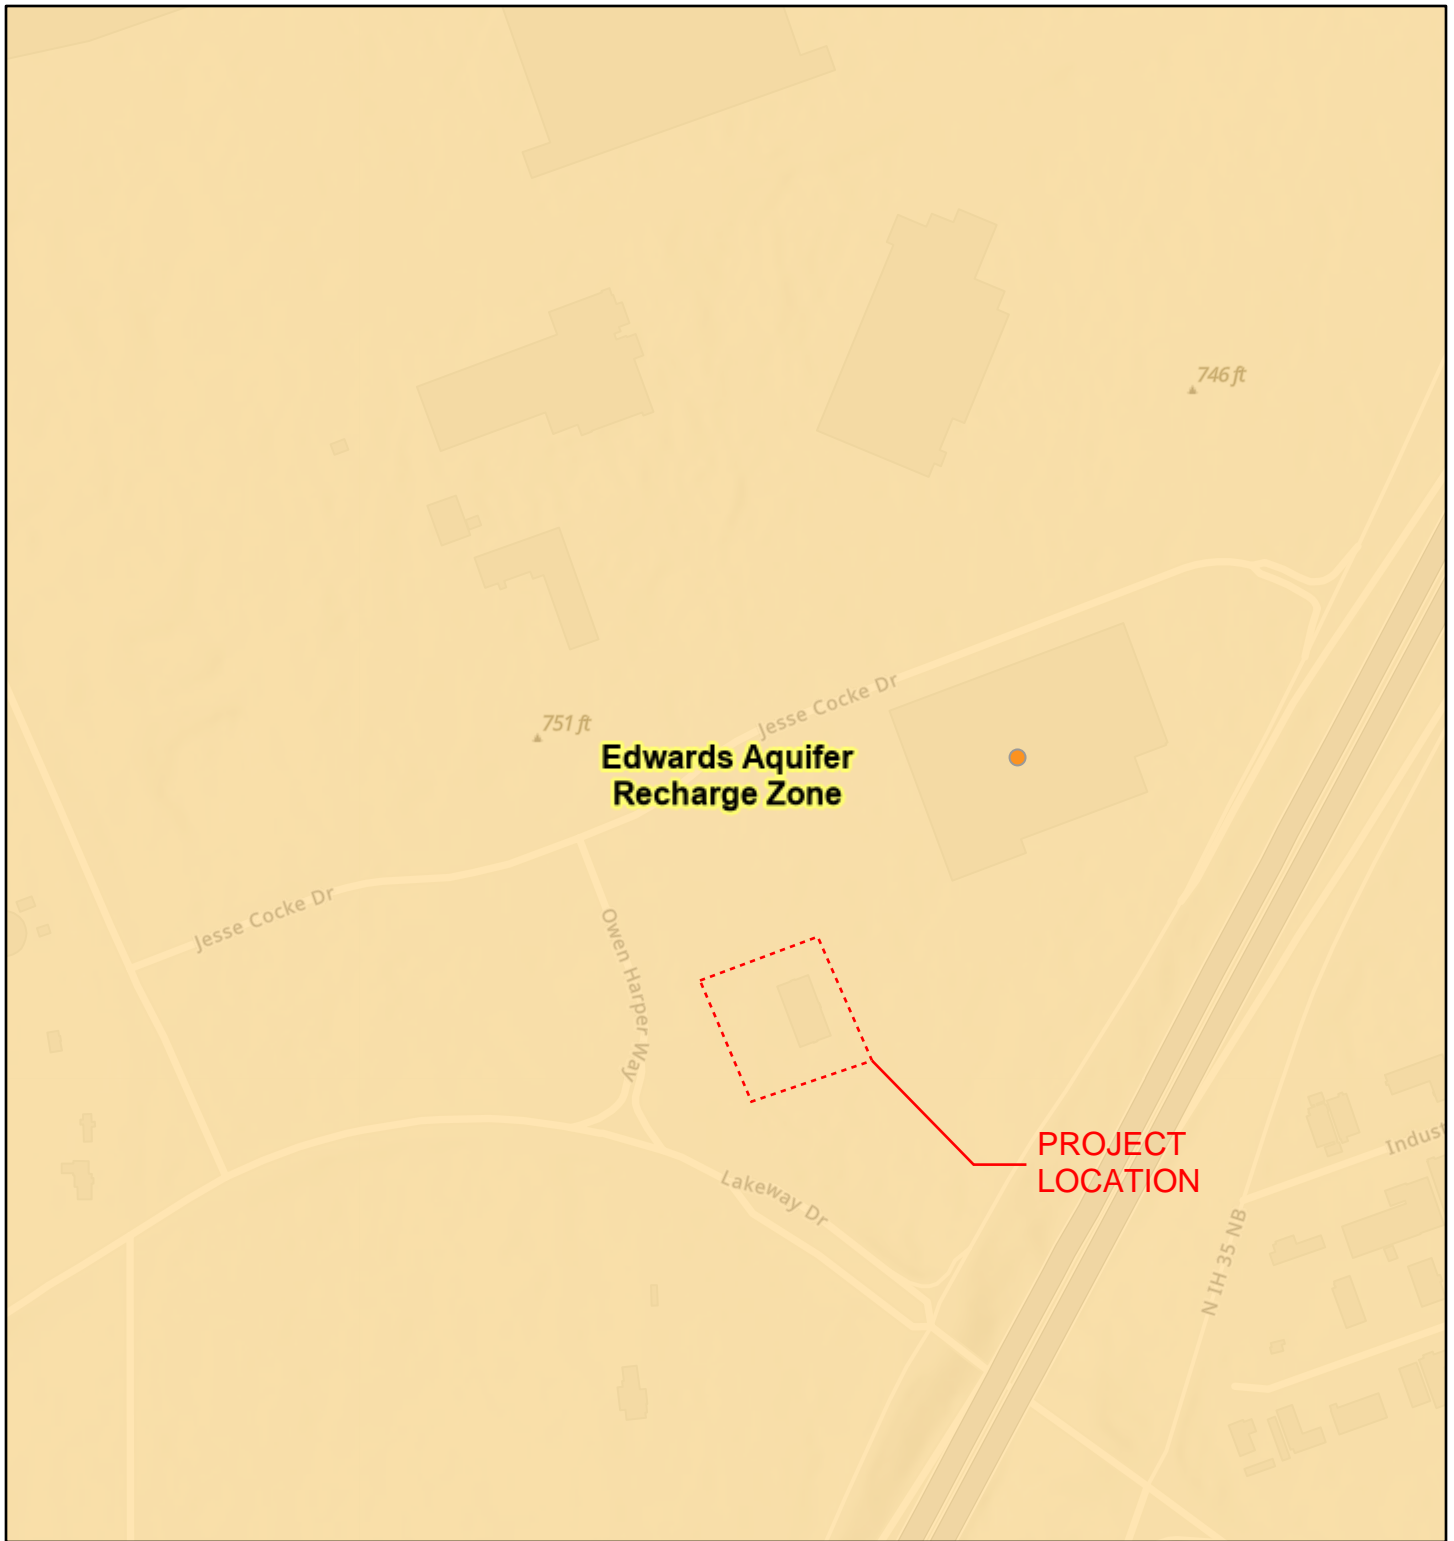 746 ft
Jesse Cocke Dr
751 ft
Edwards Aquifer
Recharge Zone
Jesse Cocke Dr
Owen Harper Way
PROJECT
LOCATION
Indust
Lakeway Dr
N IH 35 NB